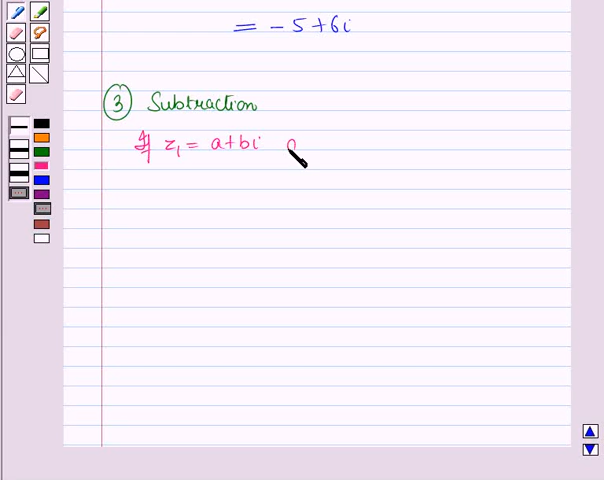 = -5+6i
③ Subtraction
If z₁ = a+bi